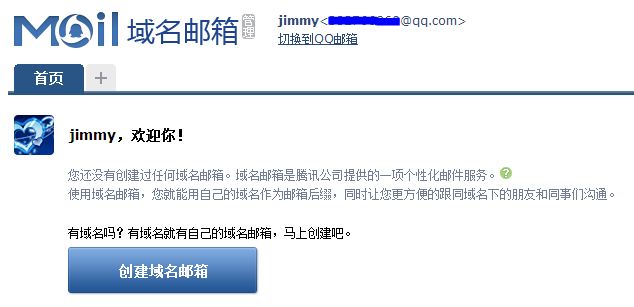 Mail 域名邮箱 管理
jimmy<@qq.com>
切换到QQ邮箱
首页 +
jimmy，欢迎你！
您还没有创建过任何域名邮箱。域名邮箱是腾讯公司提供的一项个性化邮件服务。?
使用域名邮箱，您就能用自己的域名作为邮箱后缀，同时让您更方便的跟同域名下的朋友和同事们沟通。
有域名吗？有域名就有自己的域名邮箱，马上创建吧。
创建域名邮箱